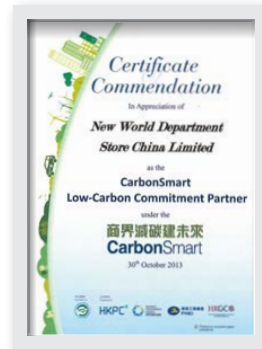 Certificate
Commendation
In Appreciation of
New World Department
Store China Limited
as the
CarbonSmart
Low-Carbon Commitment Partner
under the
商界減碳建未來
CarbonSmart
30th October 2013
HKPC